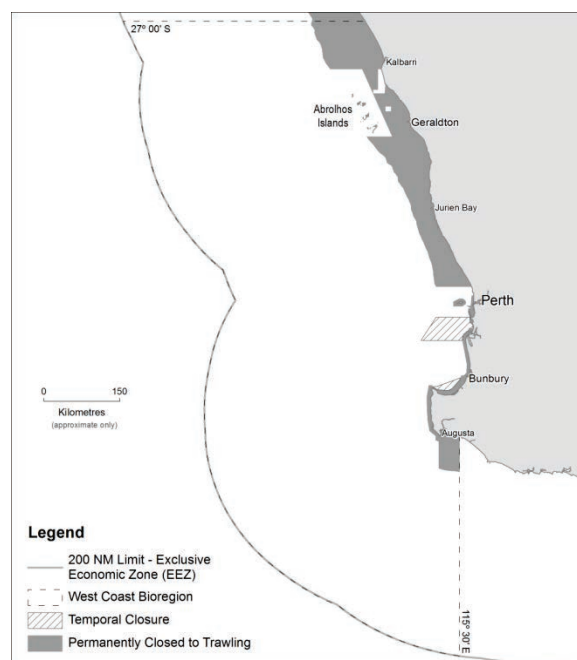 27° 00' S
Kalbarri
Abrolhos
Islands
Geraldton
Jurien Bay
Perth
Bunbury
Augusta
0 150
Kilometres
(approximate only)
115° 30' E
Legend
200 NM Limit - Exclusive
Economic Zone (EEZ)
West Coast Bioregion
Temporal Closure
Permanently Closed to Trawling